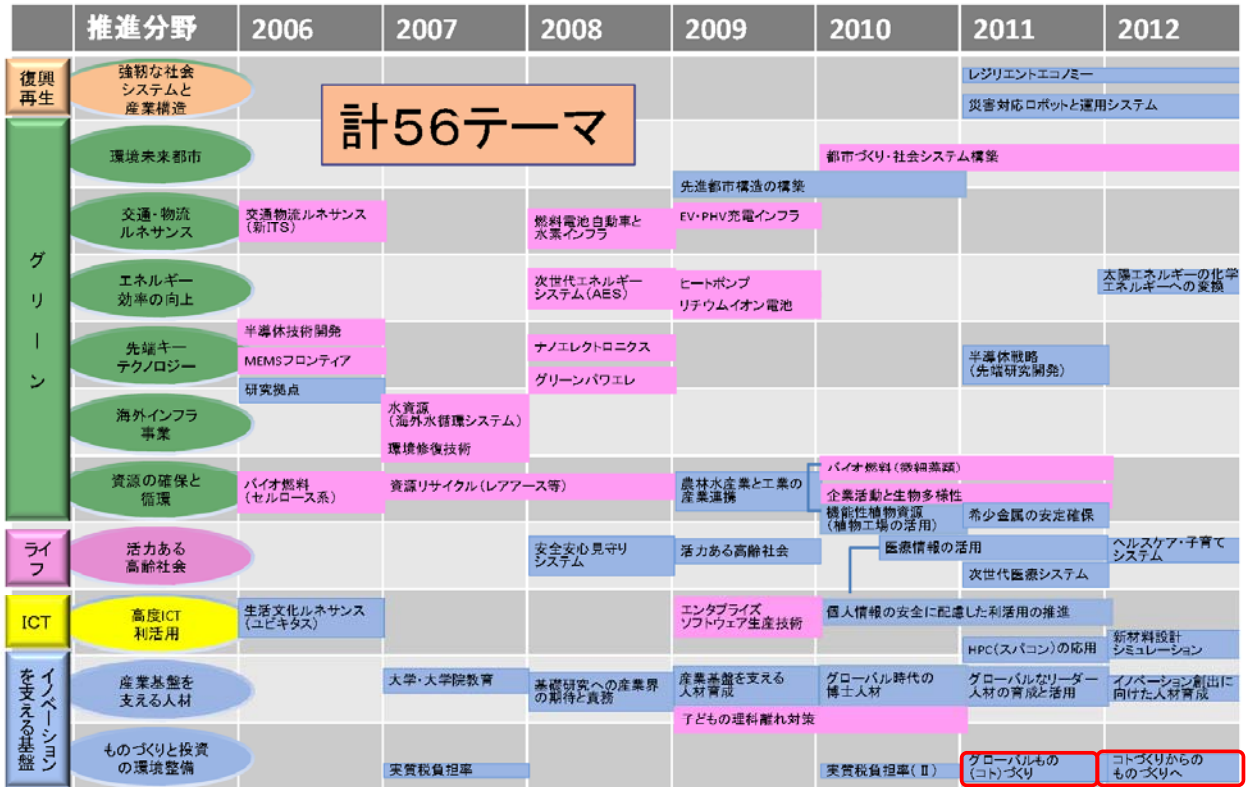 推進分野 2006 2007 2008 2009 2010 2011 2012
計56テーマ
復興
再生
強靭な社会
システムと
産業構造
レジリエントエコノミー
災害対応ロボットと運用システム
グリーン
環境未来都市
都市づくり・社会システム構築
先進都市構造の構築
交通・物流
ルネサンス
交通物流ルネサンス
(新ITS)
燃料電池自動車と
水素インフラ
EV・PHV充電インフラ
エネルギー
効率の向上
次世代エネルギー
システム(AES)
ヒートポンプ
リチウムイオン電池
太陽エネルギーの化学
エネルギーへの変換
先端キー
テクノロジー
半導体技術開発
MEMSフロンティア
研究拠点
ナノエレクトロニクス
グリーンパワエレ
半導体戦略
(先端研究開発)
海外インフラ
事業
水資源
(海外水循環システム)
環境修復技術
資源の確保と
循環
バイオ燃料
(セルロース系)
資源リサイクル(レアアース等)
農林水産業と工業の
産業連携
バイオ燃料(微細藻類)
企業活動と生物多様性
機能性植物資源
(植物工場の活用)
希少金属の安定確保
ライ
フ
活力ある
高齢社会
安全安心見守り
システム
活力ある高齢社会
医療情報の活用
次世代医療システム
ヘルスケア・子育て
システム
ICT
高度ICT
利活用
生活文化ルネサンス
(ユビキタス)
エンタプライズ
ソフトウェア生産技術
個人情報の安全に配慮した利活用の推進
HPC(スパコン)の応用
新材料設計
シミュレーション
イノベーション
を支える基盤
産業基盤を
支える人材
大学・大学院教育
基礎研究への産業界
の期待と責務
産業基盤を支える
人材育成
グローバル時代の
博士人材
グローバルなリーダー
人材の育成と活用
イノベーション創出に
向けた人材育成
子どもの理科離れ対策
ものづくりと投資
の環境整備
実質税負担率
実質税負担率(Ⅱ)
グローバルもの
(コト)づくり
コトづくりからの
ものづくりへ